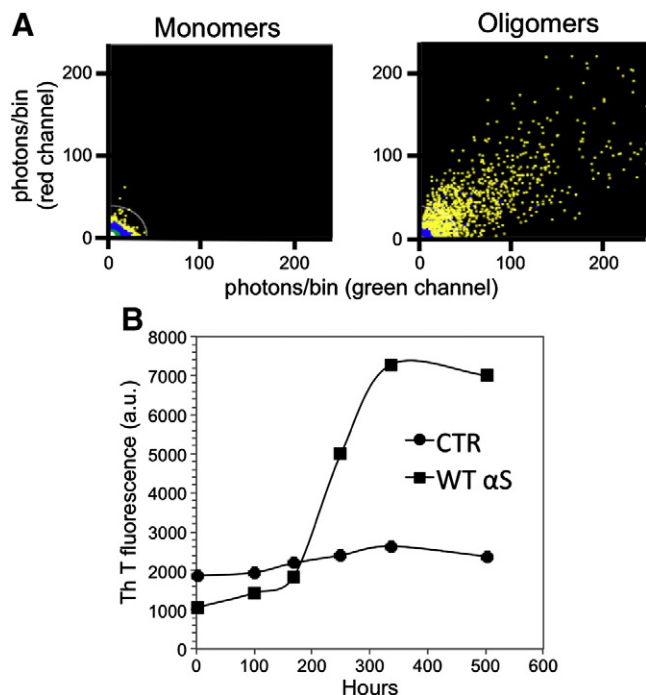 A
Monomers
Oligomers
photons/bin
(red channel)
200
100
0
0
100
200
200
100
0
0
100
200
photons/bin (green channel)
B
8000
7000
6000
5000
4000
3000
2000
1000
0
Th T fluorescence (a.u.)
CTR
WT αS
0
100
200
300
400
500
600
Hours